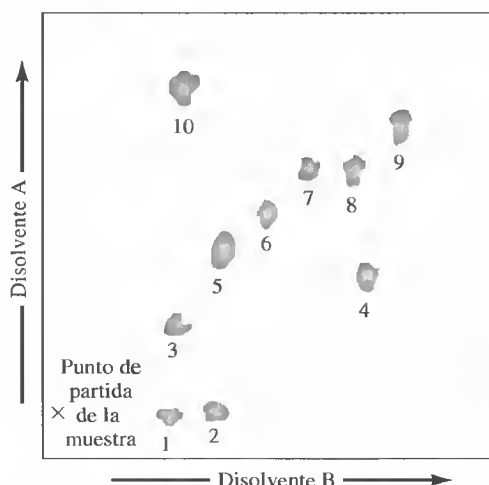 10
9
7
8
6
5
4
3
Punto de
partida
× de la
muestra
1
2
Disolvente A
Disolvente B